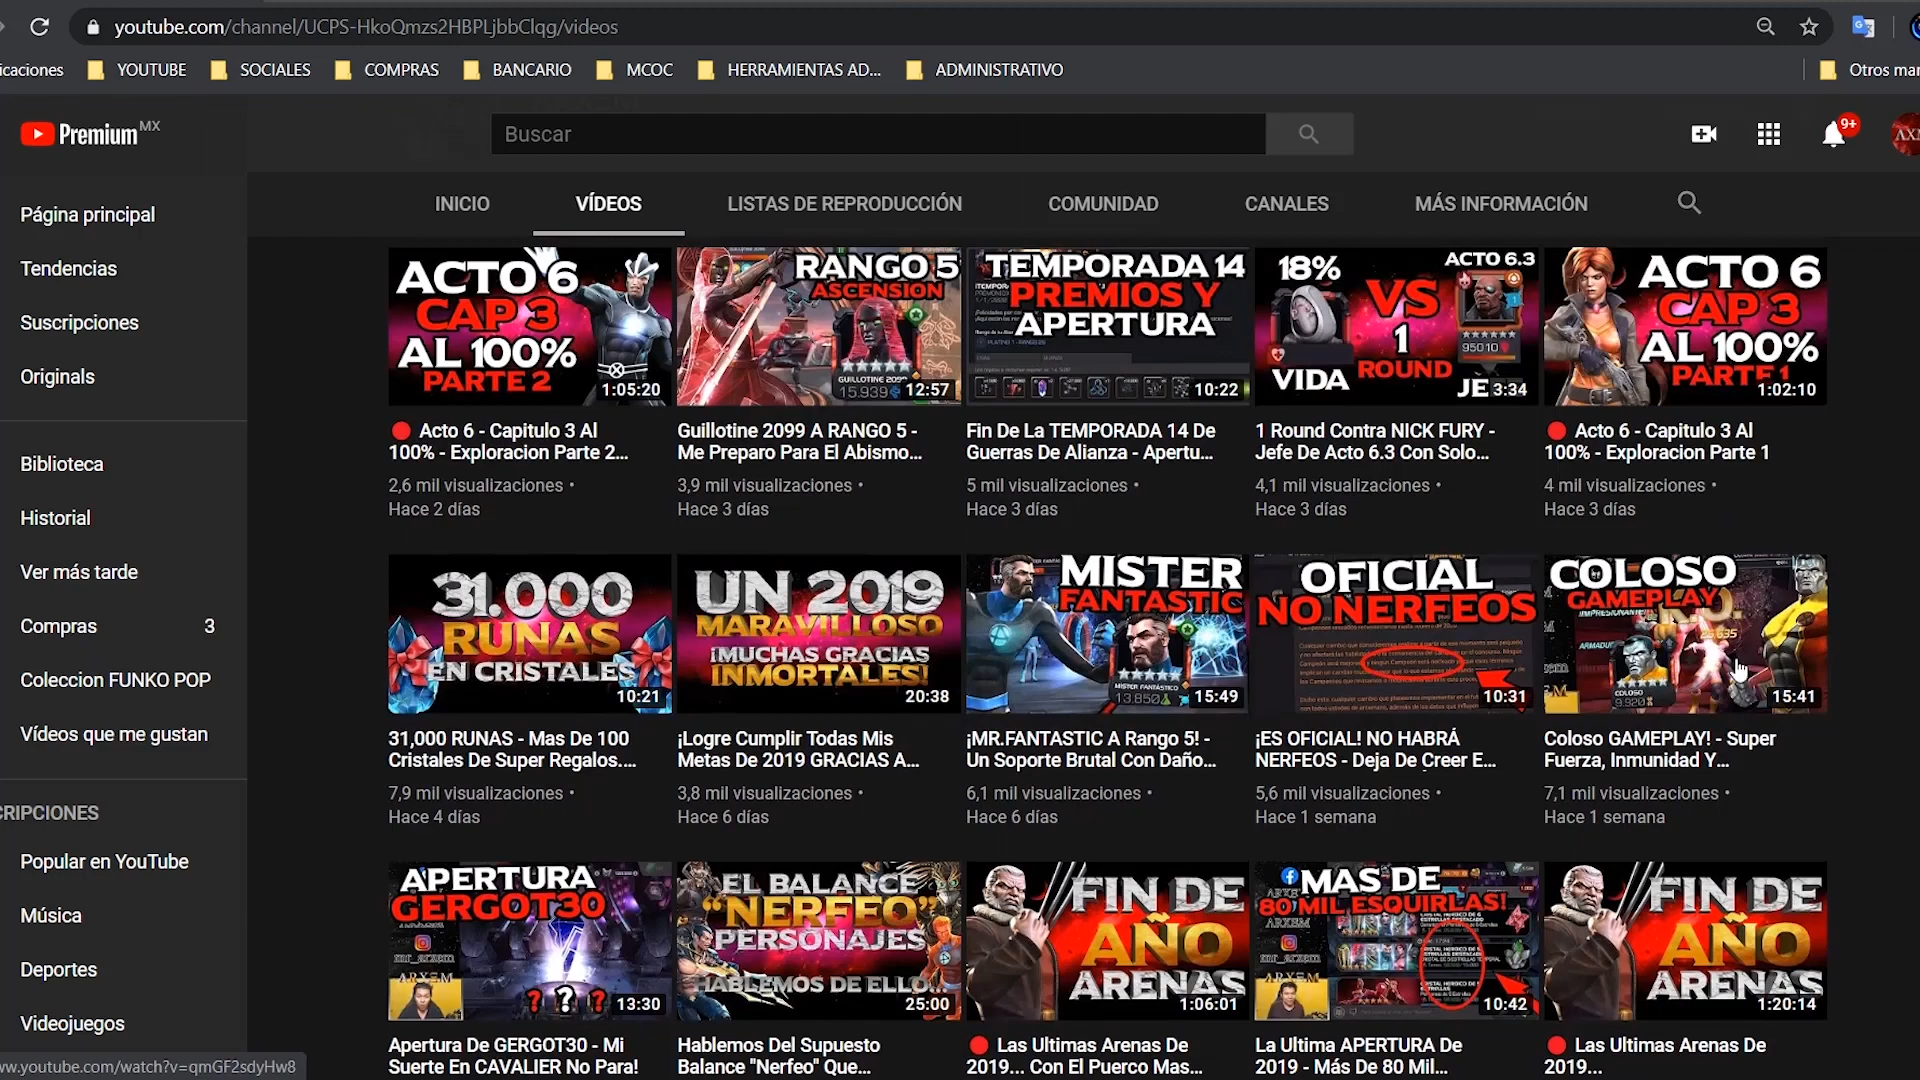 youtube.com/channel/UCPS-HkoQmzs2HBPLjbbClqg/videos
icaciones YOUTUBE SOCIALES COMPRAS BANCARIO MCOC HERRAMIENTAS AD... ADMINISTRATIVO Otros mar
Premium MX
Buscar
9+
INICIO VÍDEOS LISTAS DE REPRODUCCIÓN COMUNIDAD CANALES MÁS INFORMACIÓN
Página principal
Tendencias
Suscripciones
Originals
Biblioteca
Historial
Ver más tarde
Compras 3
Coleccion FUNKO POP
Vídeos que me gustan
CRIPCIONES
Popular en YouTube
Música
Deportes
Videojuegos
ww.youtube.com/watch?v=qmGF2sdyHw8
ACTO 6
CAP 3
AL 100%
PARTE 2
1:05:20
Acto 6 - Capitulo 3 Al
100% - Exploracion Parte 2...
2,6 mil visualizaciones •
Hace 2 días
RANGO 5
ASCENSION
GUILLOTINE 2099
15.939
12:57
Guillotine 2099 A RANGO 5 -
Me Preparo Para El Abismo...
3,9 mil visualizaciones •
Hace 3 días
TEMPORADA 14
PREMIOS Y
APERTURA
10:22
Fin De La TEMPORADA 14 De
Guerras De Alianza - Apertu...
5 mil visualizaciones •
Hace 3 días
18%
VIDA
VS
1
ROUND
ACTO 6.3
95010
JE
3:34
1 Round Contra NICK FURY -
Jefe De Acto 6.3 Con Solo...
4,1 mil visualizaciones •
Hace 3 días
ACTO 6
CAP 3
AL 100%
PARTE 1
1:02:10
Acto 6 - Capitulo 3 Al
100% - Exploracion Parte 1
4 mil visualizaciones •
Hace 3 días
31.000
RUNAS
EN CRISTALES
10:21
31,000 RUNAS - Mas De 100
Cristales De Super Regalos....
7,9 mil visualizaciones •
Hace 4 días
UN 2019
MARAVILLOSO
¡MUCHAS GRACIAS
INMORTALES!
20:38
¡Logre Cumplir Todas Mis
Metas De 2019 GRACIAS A...
3,8 mil visualizaciones •
Hace 6 días
MISTER
FANTASTIC
MISTER FANTÁSTICO
13.850
15:49
¡MR.FANTASTIC A Rango 5! -
Un Soporte Brutal Con Daño...
6,1 mil visualizaciones •
Hace 6 días
OFICIAL
NO NERFEOS
10:31
¡ES OFICIAL! NO HABRÁ
NERFEOS - Deja De Creer E...
5,6 mil visualizaciones •
Hace 1 semana
COLOSO
GAMEPLAY
COLOSO
9.920
15:41
Coloso GAMEPLAY! - Super
Fuerza, Inmunidad Y...
7,1 mil visualizaciones •
Hace 1 semana
APERTURA
GERGOT30
mr_arxem
ARXEM
? ? ?
13:30
Apertura De GERGOT30 - Mi
Suerte En CAVALIER No Para!
EL BALANCE
“NERFEO”
PERSONAJES
HABLEMOS DE ELLO...
25:00
Hablemos Del Supuesto
Balance "Nerfeo" Que...
FIN DE
AÑO
ARENAS
1:06:01
Las Ultimas Arenas De
2019... Con El Puerco Mas...
MAS DE
80 MIL ESQUIRLAS!
mr_arxem
ARXEM
10:42
La Ultima APERTURA De
2019 - Más De 80 Mil...
FIN DE
AÑO
ARENAS
1:20:14
Las Ultimas Arenas De
2019...